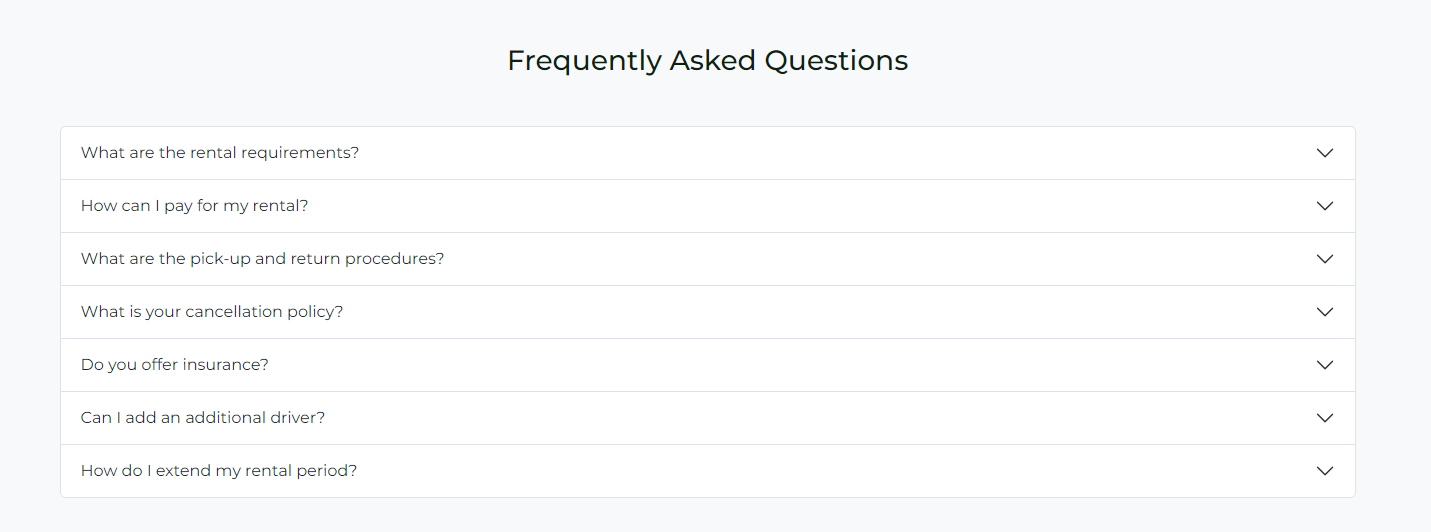 Frequently Asked Questions
What are the rental requirements?
How can I pay for my rental?
What are the pick-up and return procedures?
What is your cancellation policy?
Do you offer insurance?
Can I add an additional driver?
How do I extend my rental period?